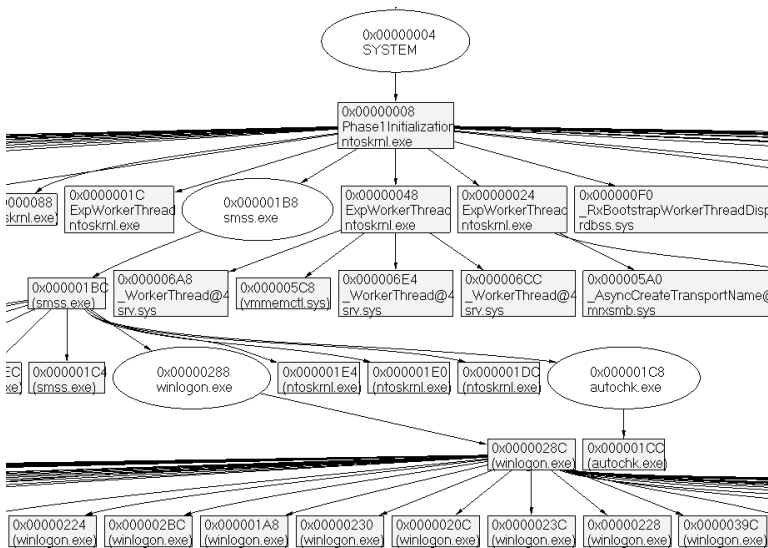 0x00000004
SYSTEM
0x00000008
Phase1Initialization
ntoskrnl.exe
000088
skrnl.exe)
0x0000001C
ExpWorkerThread
ntoskrnl.exe
0x000001B8
smss.exe
0x00000048
ExpWorkerThread
ntoskrnl.exe
0x00000024
ExpWorkerThread
ntoskrnl.exe
0x000000F0
_RxBootstrapWorkerThreadDisp
rdbss.sys
0x000001BC
(smss.exe)
0x000006A8
_WorkerThread@4
srv.sys
0x000005C8
(vmmemctl.sys)
0x000006E4
_WorkerThread@4
srv.sys
0x000006CC
_WorkerThread@4
srv.sys
0x000005A0
_AsyncCreateTransportName@
mrxsmb.sys
EC
xe)
0x000001C4
(smss.exe)
0x00000288
winlogon.exe
0x000001E4
(ntoskrnl.exe)
0x000001E0
(ntoskrnl.exe)
0x000001DC
(ntoskrnl.exe)
0x000001C8
autochk.exe
0x0000028C
(winlogon.exe)
0x000001CC
(autochk.exe)
0x00000224
(winlogon.exe)
0x000002BC
(winlogon.exe)
0x000001A8
(winlogon.exe)
0x00000230
(winlogon.exe)
0x0000020C
(winlogon.exe)
0x0000023C
(winlogon.exe)
0x00000228
(winlogon.exe)
0x0000039C
(winlogon.exe)